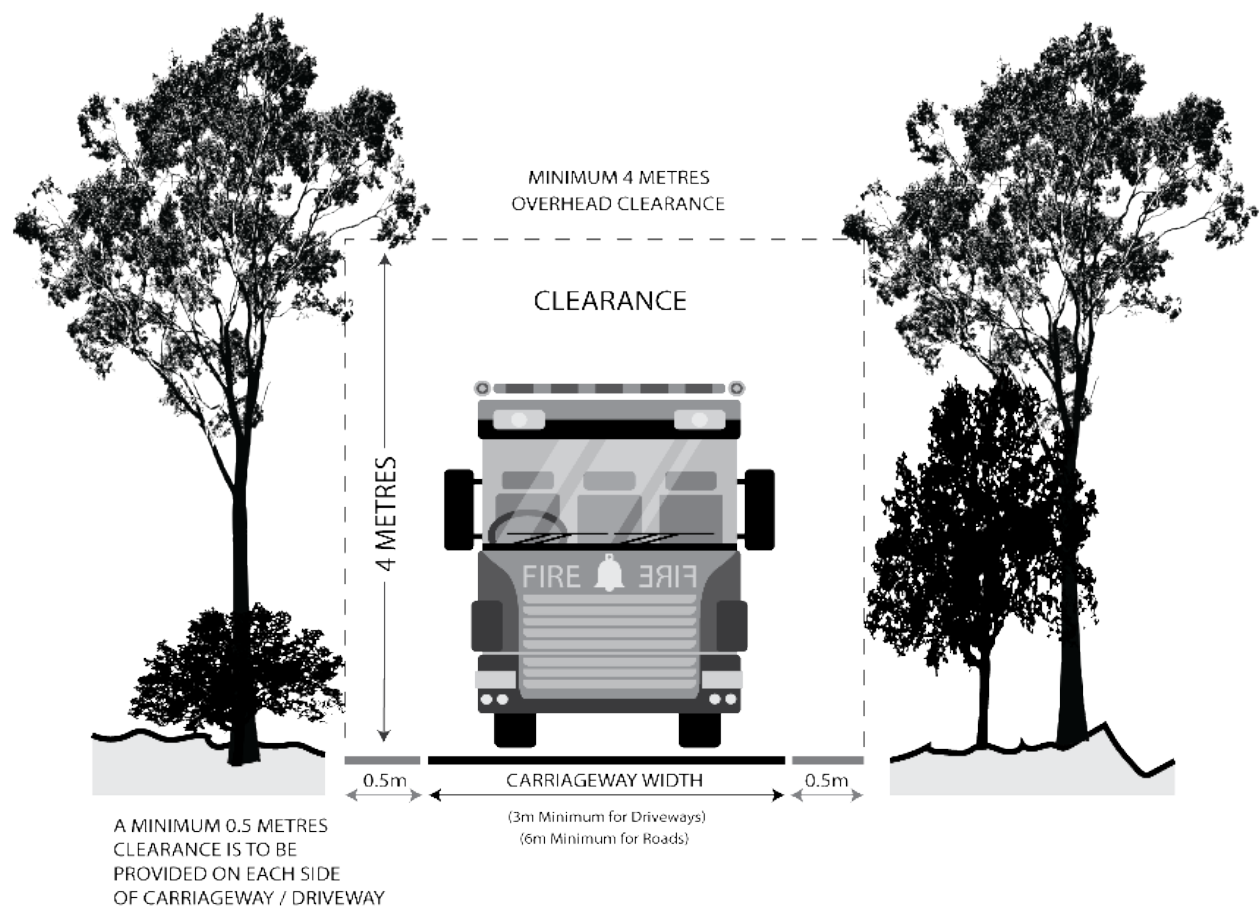 MINIMUM 4 METRES
OVERHEAD CLEARANCE
CLEARANCE
4 METRES
FIRE FIRE
0.5m CARRIAGEWAY WIDTH 0.5m
(3m Minimum for Driveways)
(6m Minimum for Roads)
A MINIMUM 0.5 METRES
CLEARANCE IS TO BE
PROVIDED ON EACH SIDE
OF CARRIAGEWAY / DRIVEWAY